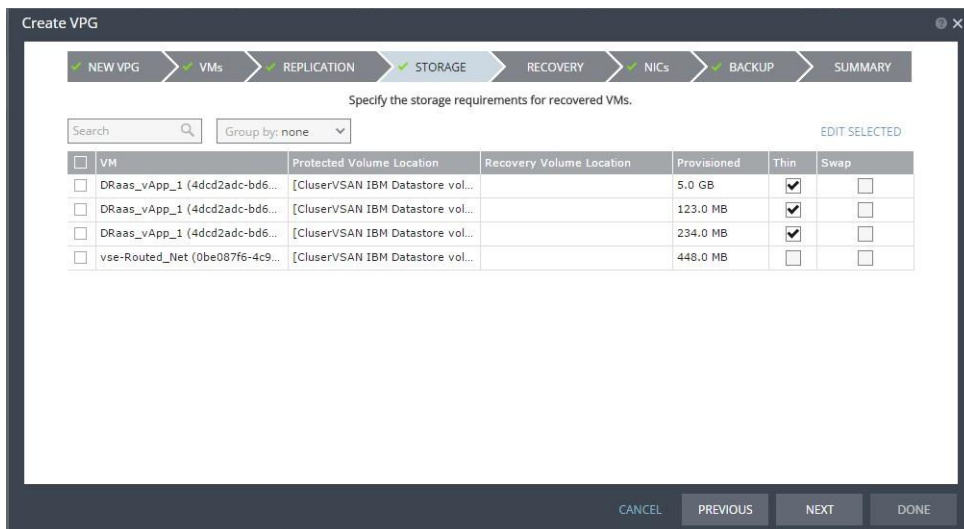 Create VPG
NEW VPG VMs REPLICATION STORAGE RECOVERY NICs BACKUP SUMMARY
Specify the storage requirements for recovered VMs.
Search Group by: none EDIT SELECTED
VM Protected Volume Location Recovery Volume Location Provisioned Thin Swap
DRaas_vApp_1 (4dcd2adc-bd6... [CluserVSAN IBM Datastore vol... 5.0 GB
DRaas_vApp_1 (4dcd2adc-bd6... [CluserVSAN IBM Datastore vol... 123.0 MB
DRaas_vApp_1 (4dcd2adc-bd6... [CluserVSAN IBM Datastore vol... 234.0 MB
vse-Routed_Net (0be087f6-4c9... [CluserVSAN IBM Datastore vol... 448.0 MB
CANCEL PREVIOUS NEXT DONE